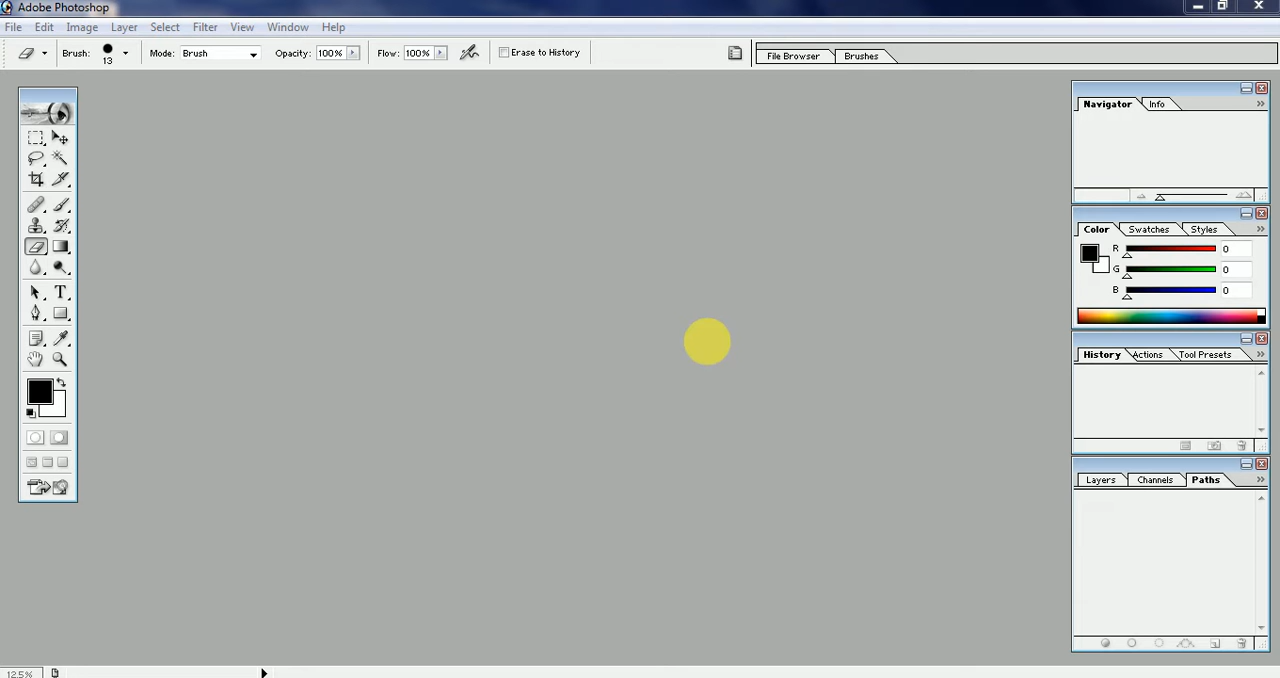 Adobe Photoshop
File Edit Image Layer Select Filter View Window Help
Brush: 13 Mode: Brush Opacity: 100% Flow: 100% Erase to History File Browser Brushes
Navigator Info
Color Swatches Styles
R 0
G 0
B 0
History Actions Tool Presets
Layers Channels Paths
T
12.5%